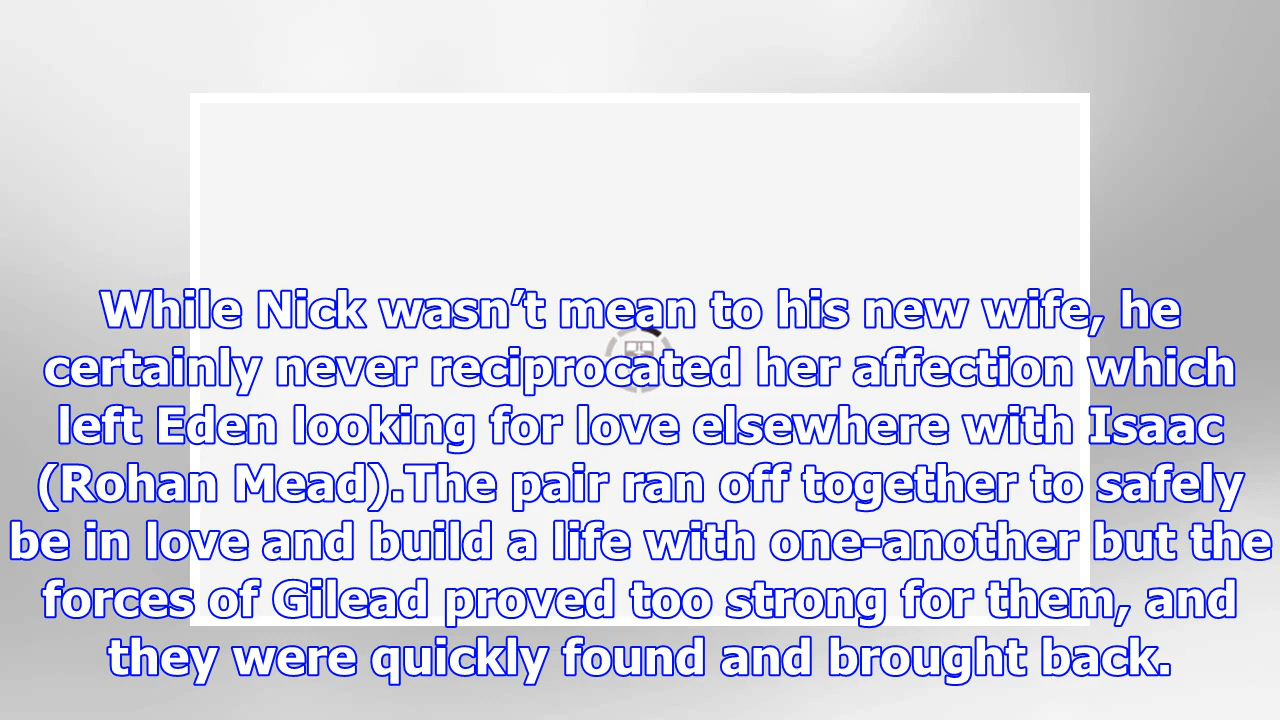 While Nick wasn’t mean to his new wife, he
certainly never reciprocated her affection which
left Eden looking for love elsewhere with Isaac
(Rohan Mead).The pair ran off together to safely
be in love and build a life with one-another but the
forces of Gilead proved too strong for them, and
they were quickly found and brought back.